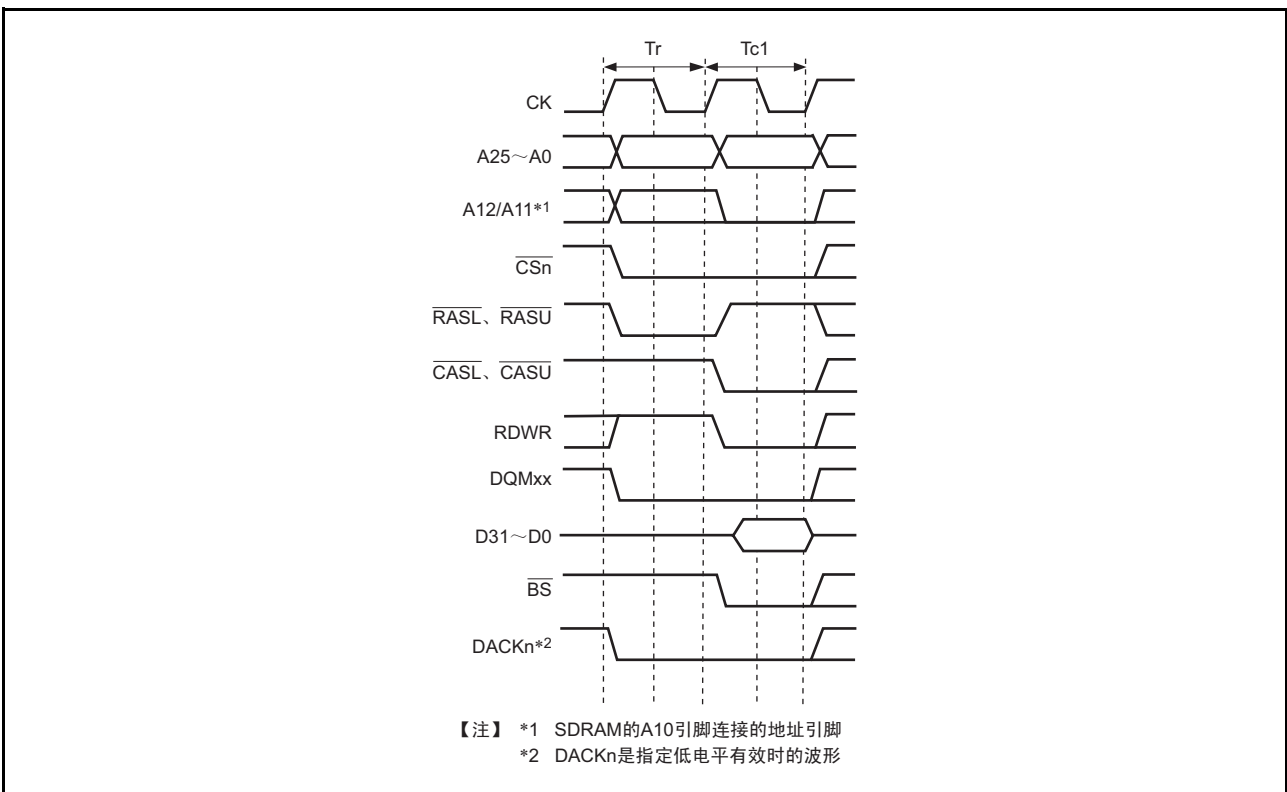 Tr Tc1
CK
A25～A0
A12/A11*1
CSn
RASL、RASU
CASL、CASU
RDWR
DQMxx
D31～D0
BS
DACKn*2
【注】 *1 SDRAM的A10引脚连接的地址引脚
*2 DACKn是指定低电平有效时的波形